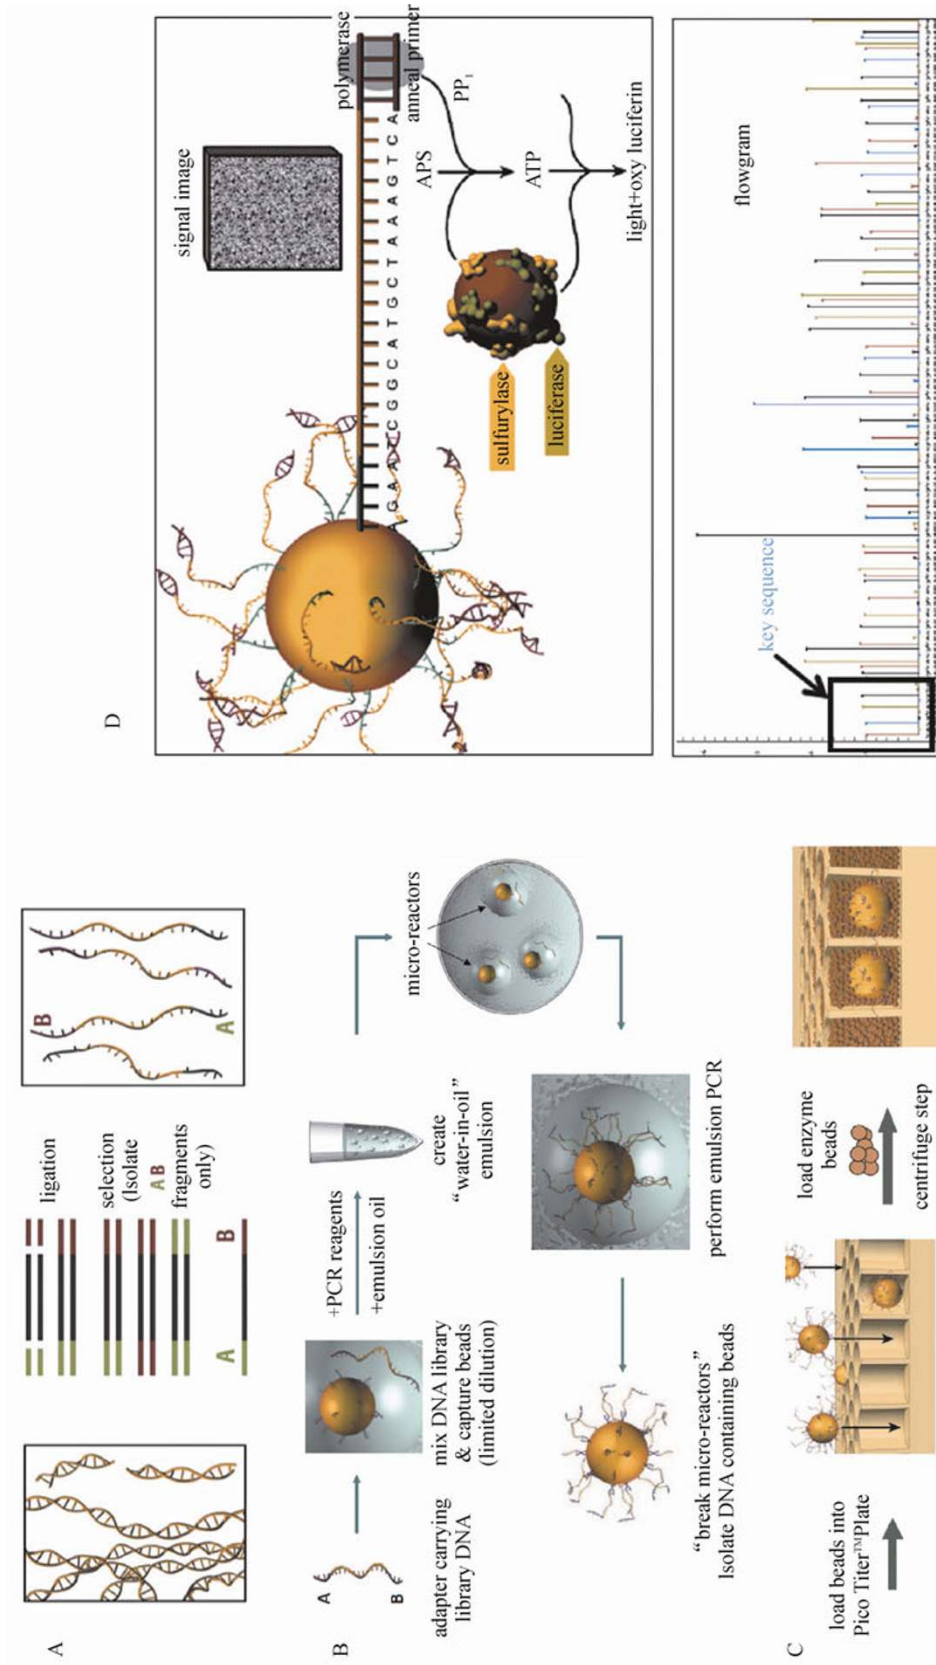 A
ligation
selection
(Isolate
AB
fragments
only)
A
B
B
A
B
A
B
adapter carrying
library DNA
mix DNA library
& capture beads
(limited dilution)
+PCR reagents
+emulsion oil
create
“water-in-oil”
emulsion
micro-reactors
perform emulsion PCR
“break micro-reactors”
Isolate DNA containing beads
C
load beads into
Pico Titer™Plate
load enzyme
beads
centrifuge step
D
signal image
polymerase
anneal primer
AGAATCCGGCATGCTAAAGTCA
PPi
APS
ATP
light+oxy luciferin
sulfurylase
luciferase
flowgram
key sequence